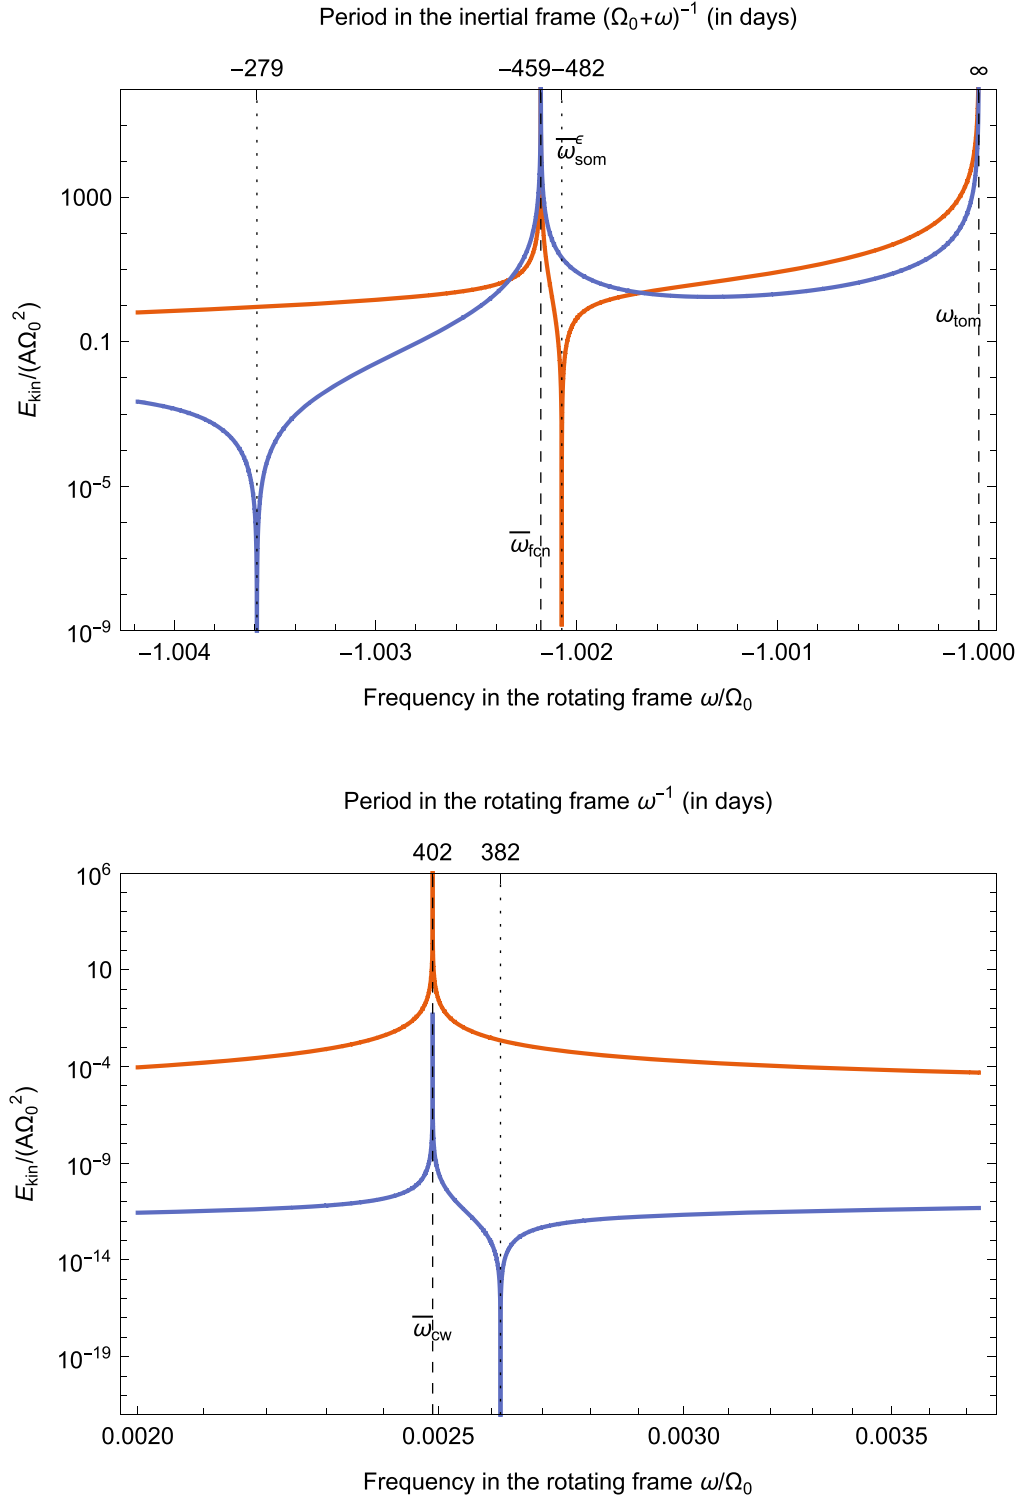 Period in the inertial frame (Ω₀+ω)⁻¹ (in days)
−279 −459 −482 ∞
ω̅ᵋsom
1000
ωtom
0.1
Ekin/(AΩ₀²)
10⁻⁵
ω̅fcn
10⁻⁹
−1.004 −1.003 −1.002 −1.001 −1.000
Frequency in the rotating frame ω/Ω₀
Period in the rotating frame ω⁻¹ (in days)
402 382
10⁶
10
10⁻⁴
Ekin/(AΩ₀²)
10⁻⁹
10⁻¹⁴
ω̅cw
10⁻¹⁹
0.0020 0.0025 0.0030 0.0035
Frequency in the rotating frame ω/Ω₀